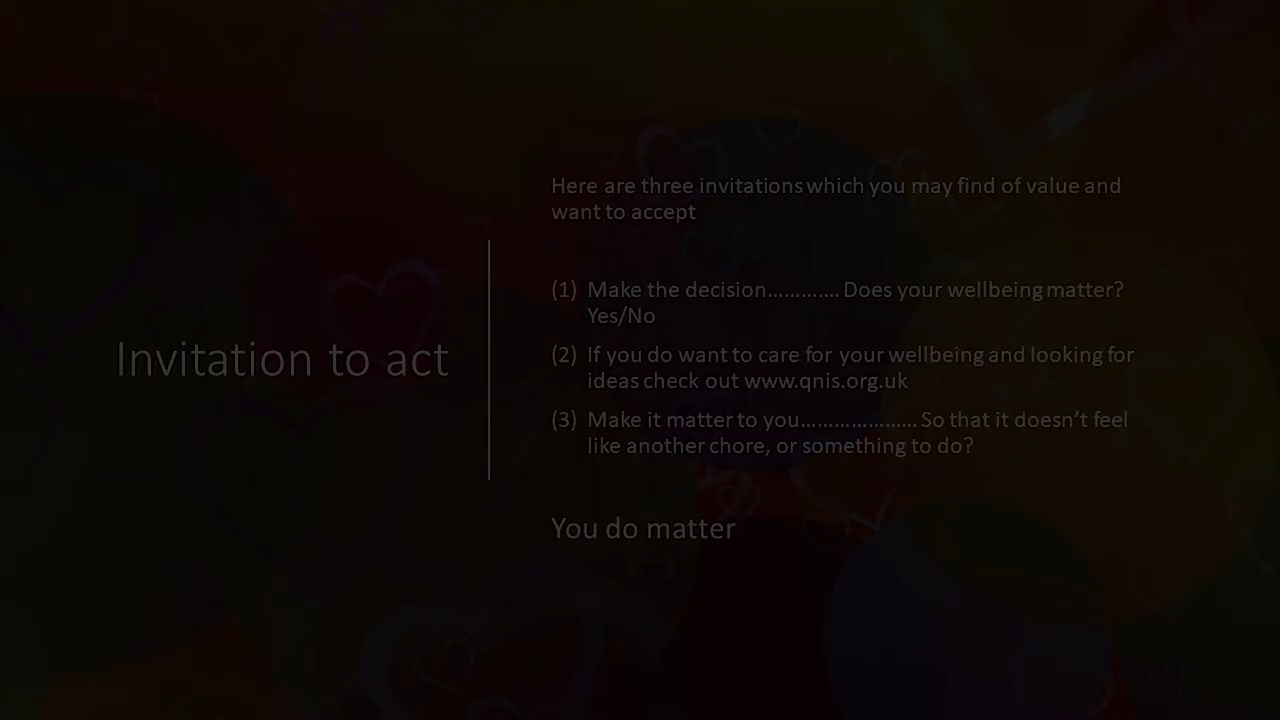 Invitation to act
Here are three invitations which you may find of value and
want to accept
(1) Make the decision............. Does your wellbeing matter?
Yes/No
(2) If you do want to care for your wellbeing and looking for
ideas check out www.qnis.org.uk
(3) Make it matter to you..................... So that it doesn’t feel
like another chore, or something to do?
You do matter